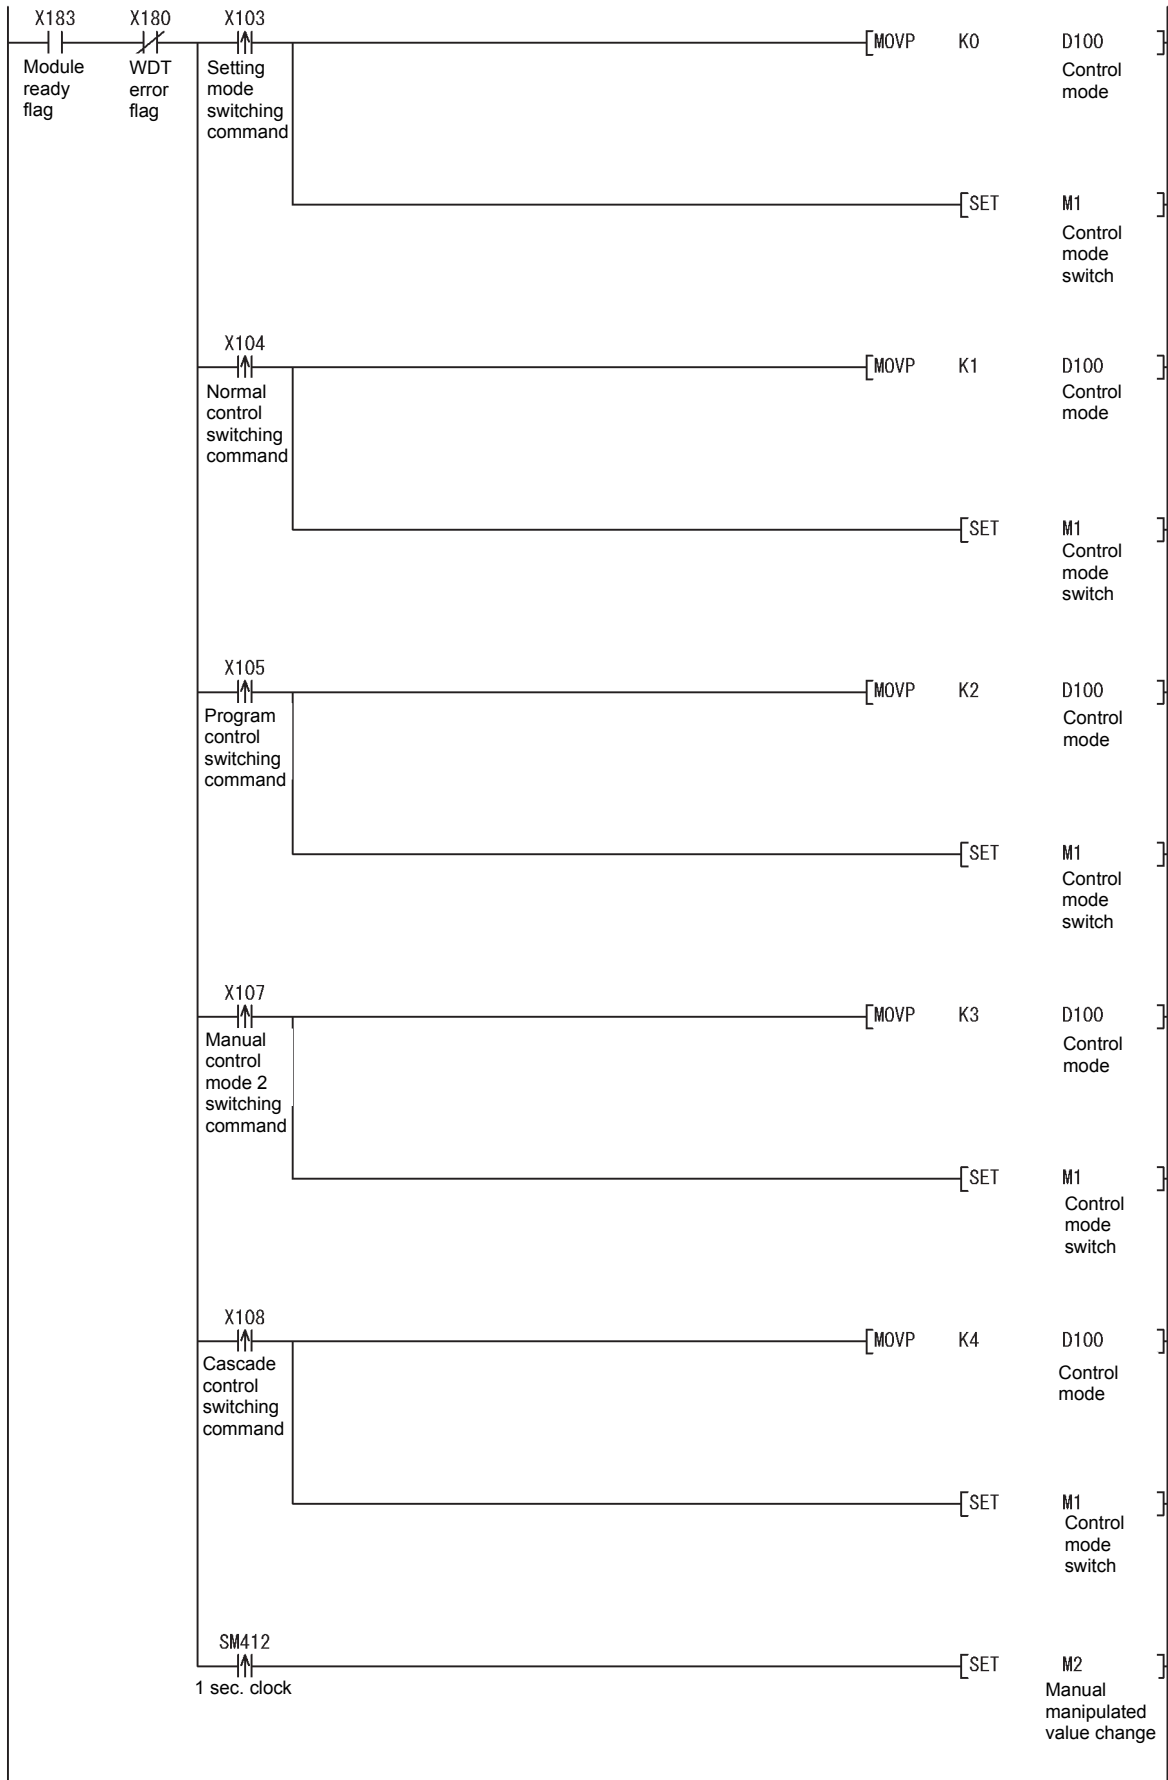 X183 X180 X103
[MOVP K0 D100 ]
Module
ready
flag
WDT
error
flag
Setting
mode
switching
command
Control
mode
[SET M1 ]
Control
mode
switch
X104
[MOVP K1 D100 ]
Normal
control
switching
command
Control
mode
[SET M1 ]
Control
mode
switch
X105
[MOVP K2 D100 ]
Program
control
switching
command
Control
mode
[SET M1 ]
Control
mode
switch
X107
[MOVP K3 D100 ]
Manual
control
mode 2
switching
command
Control
mode
[SET M1 ]
Control
mode
switch
X108
[MOVP K4 D100 ]
Cascade
control
switching
command
Control
mode
[SET M1 ]
Control
mode
switch
SM412
[SET M2 ]
1 sec. clock
Manual
manipulated
value change